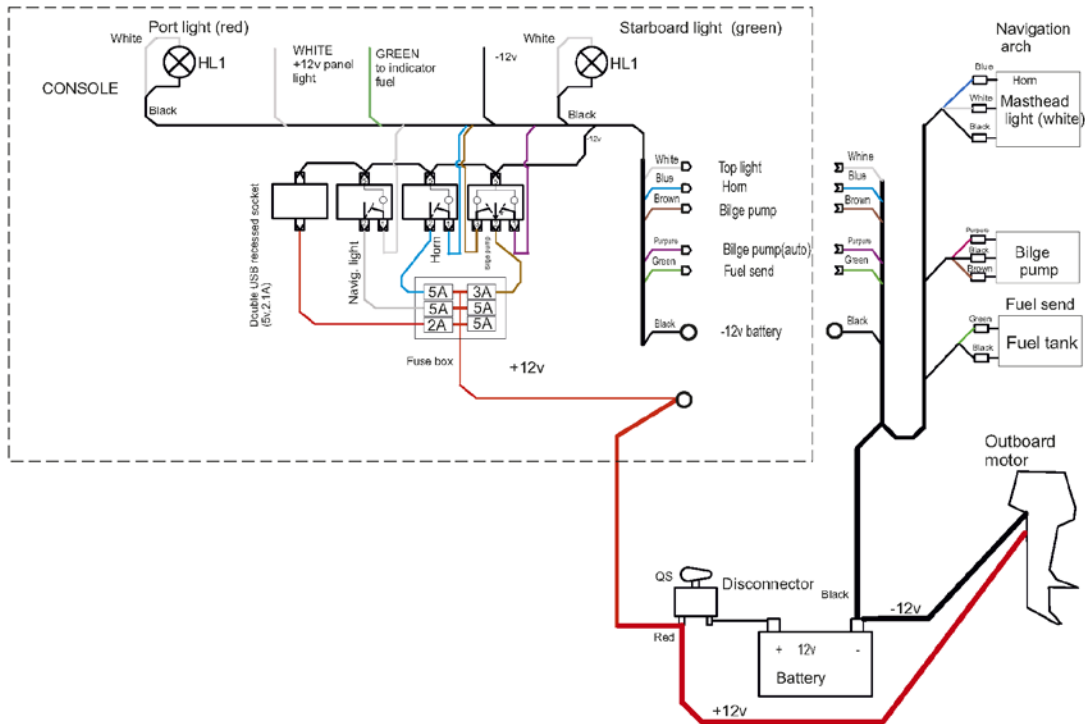 Port light (red)
White
HL1
WHITE
+12v panel
light
GREEN
to indicator
fuel
-12v
Starboard light (green)
White
HL1
CONSOLE
Black
Black
-12v
Double USB recessed socket
(5v,2.1A)
Navig. light
Horn
Bilge pump
5A
3A
5A
5A
2A
5A
Fuse box
+12v
White
Top light
Blue
Horn
Brown
Bilge pump
Purpure
Bilge pump(auto)
Green
Fuel send
Black
-12v battery
Whine
Blue
Brown
Purpure
Green
Black
Navigation
arch
Blue
Horn
White
Masthead
light (white)
Black
Purpure
Black
Brown
Bilge
pump
Fuel send
Green
Fuel tank
Black
Outboard
motor
QS
Disconnector
Red
Black
-12v
+ 12v -
Battery
+12v